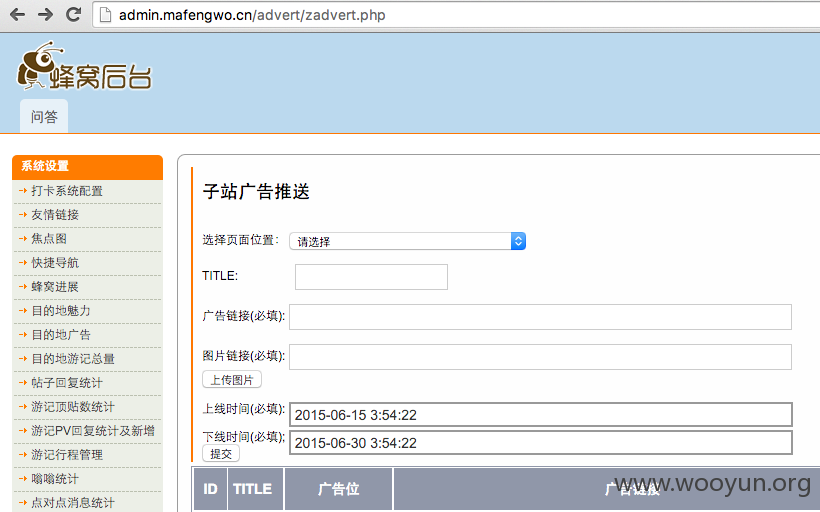 admin.mafengwo.cn/advert/zadvert.php
蜂窝后台
问答
系统设置
打卡系统配置
友情链接
焦点图
快捷导航
蜂窝进展
目的地魅力
目的地广告
目的地游记总量
帖子回复统计
游记顶贴数统计
游记PV回复统计及新增
游记行程管理
嗡嗡统计
点对点消息统计
子站广告推送
选择页面位置: 请选择
TITLE:
广告链接(必填):
图片链接(必填):
上传图片
上线时间(必填): 2015-06-15 3:54:22
下线时间(必填); 2015-06-30 3:54:22
提交
ID TITLE 广告位 广告链接
www.wooyun.org